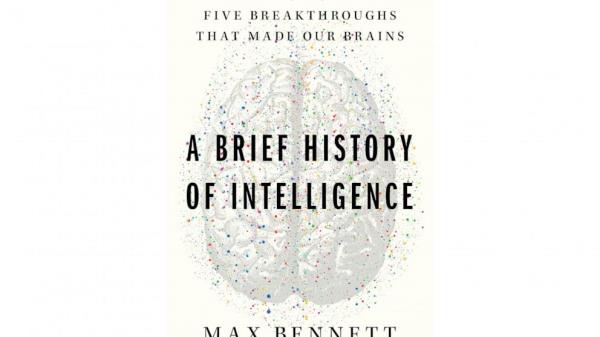 FIVE BREAKTHROUGHS
THAT MADE OUR BRAINS
A BRIEF HISTORY
OF INTELLIGENCE
MAX BENNETT